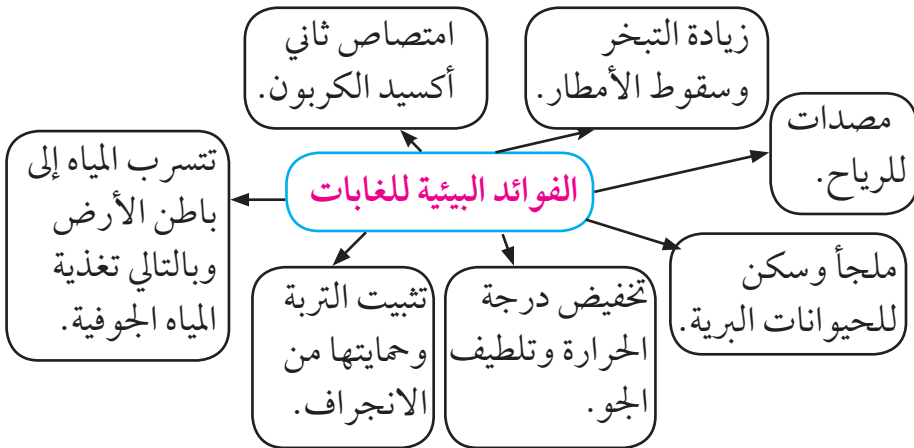 الفوائد البيئية للغابات
زيادة التبخر
وسقوط الأمطار.
امتصاص ثاني
أكسيد الكربون.
مصدات
للرياح.
ملجأ وسكن
للحيوانات البرية.
تخفيض درجة
الحرارة وتلطيف
الجو.
تثبيت التربة
وحمايتها من
الانجراف.
تتسرب المياه إلى
باطن الأرض
وبالتالي تغذية
المياه الجوفية.